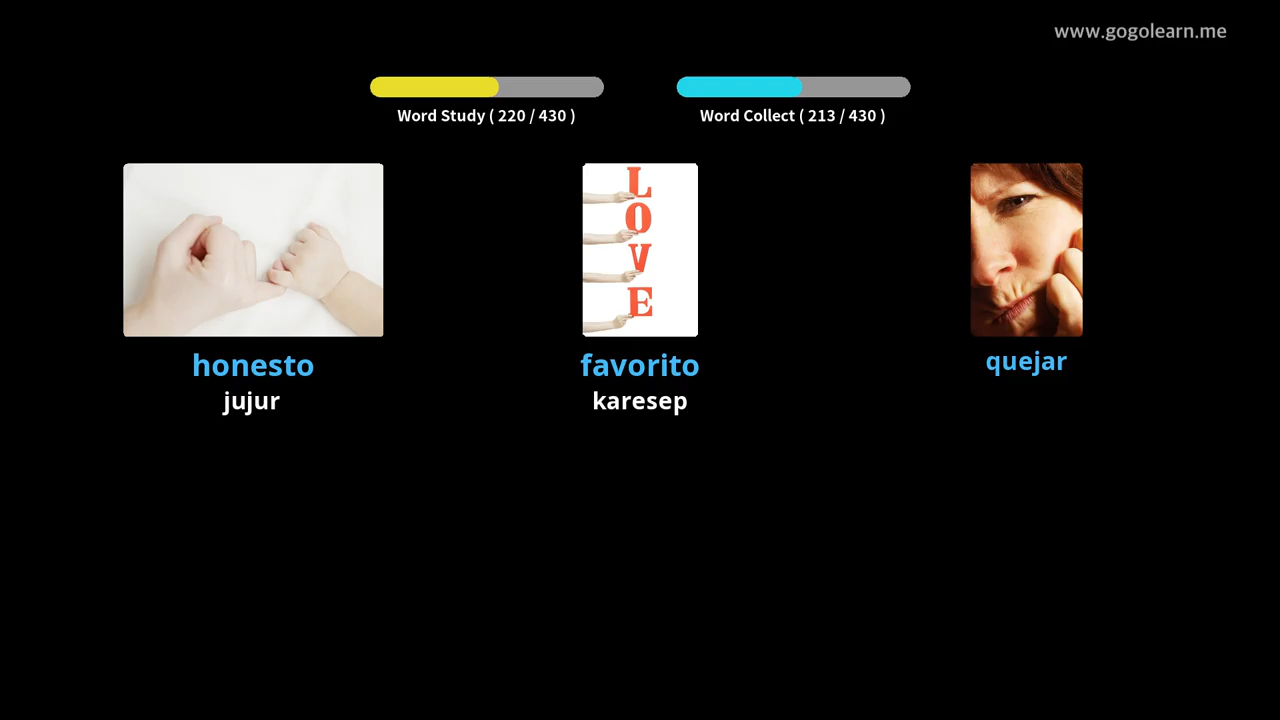 www.gogolearn.me
Word Study ( 220 / 430 )
Word Collect ( 213 / 430 )
L
O
V
E
honesto
jujur
favorito
karesep
quejar